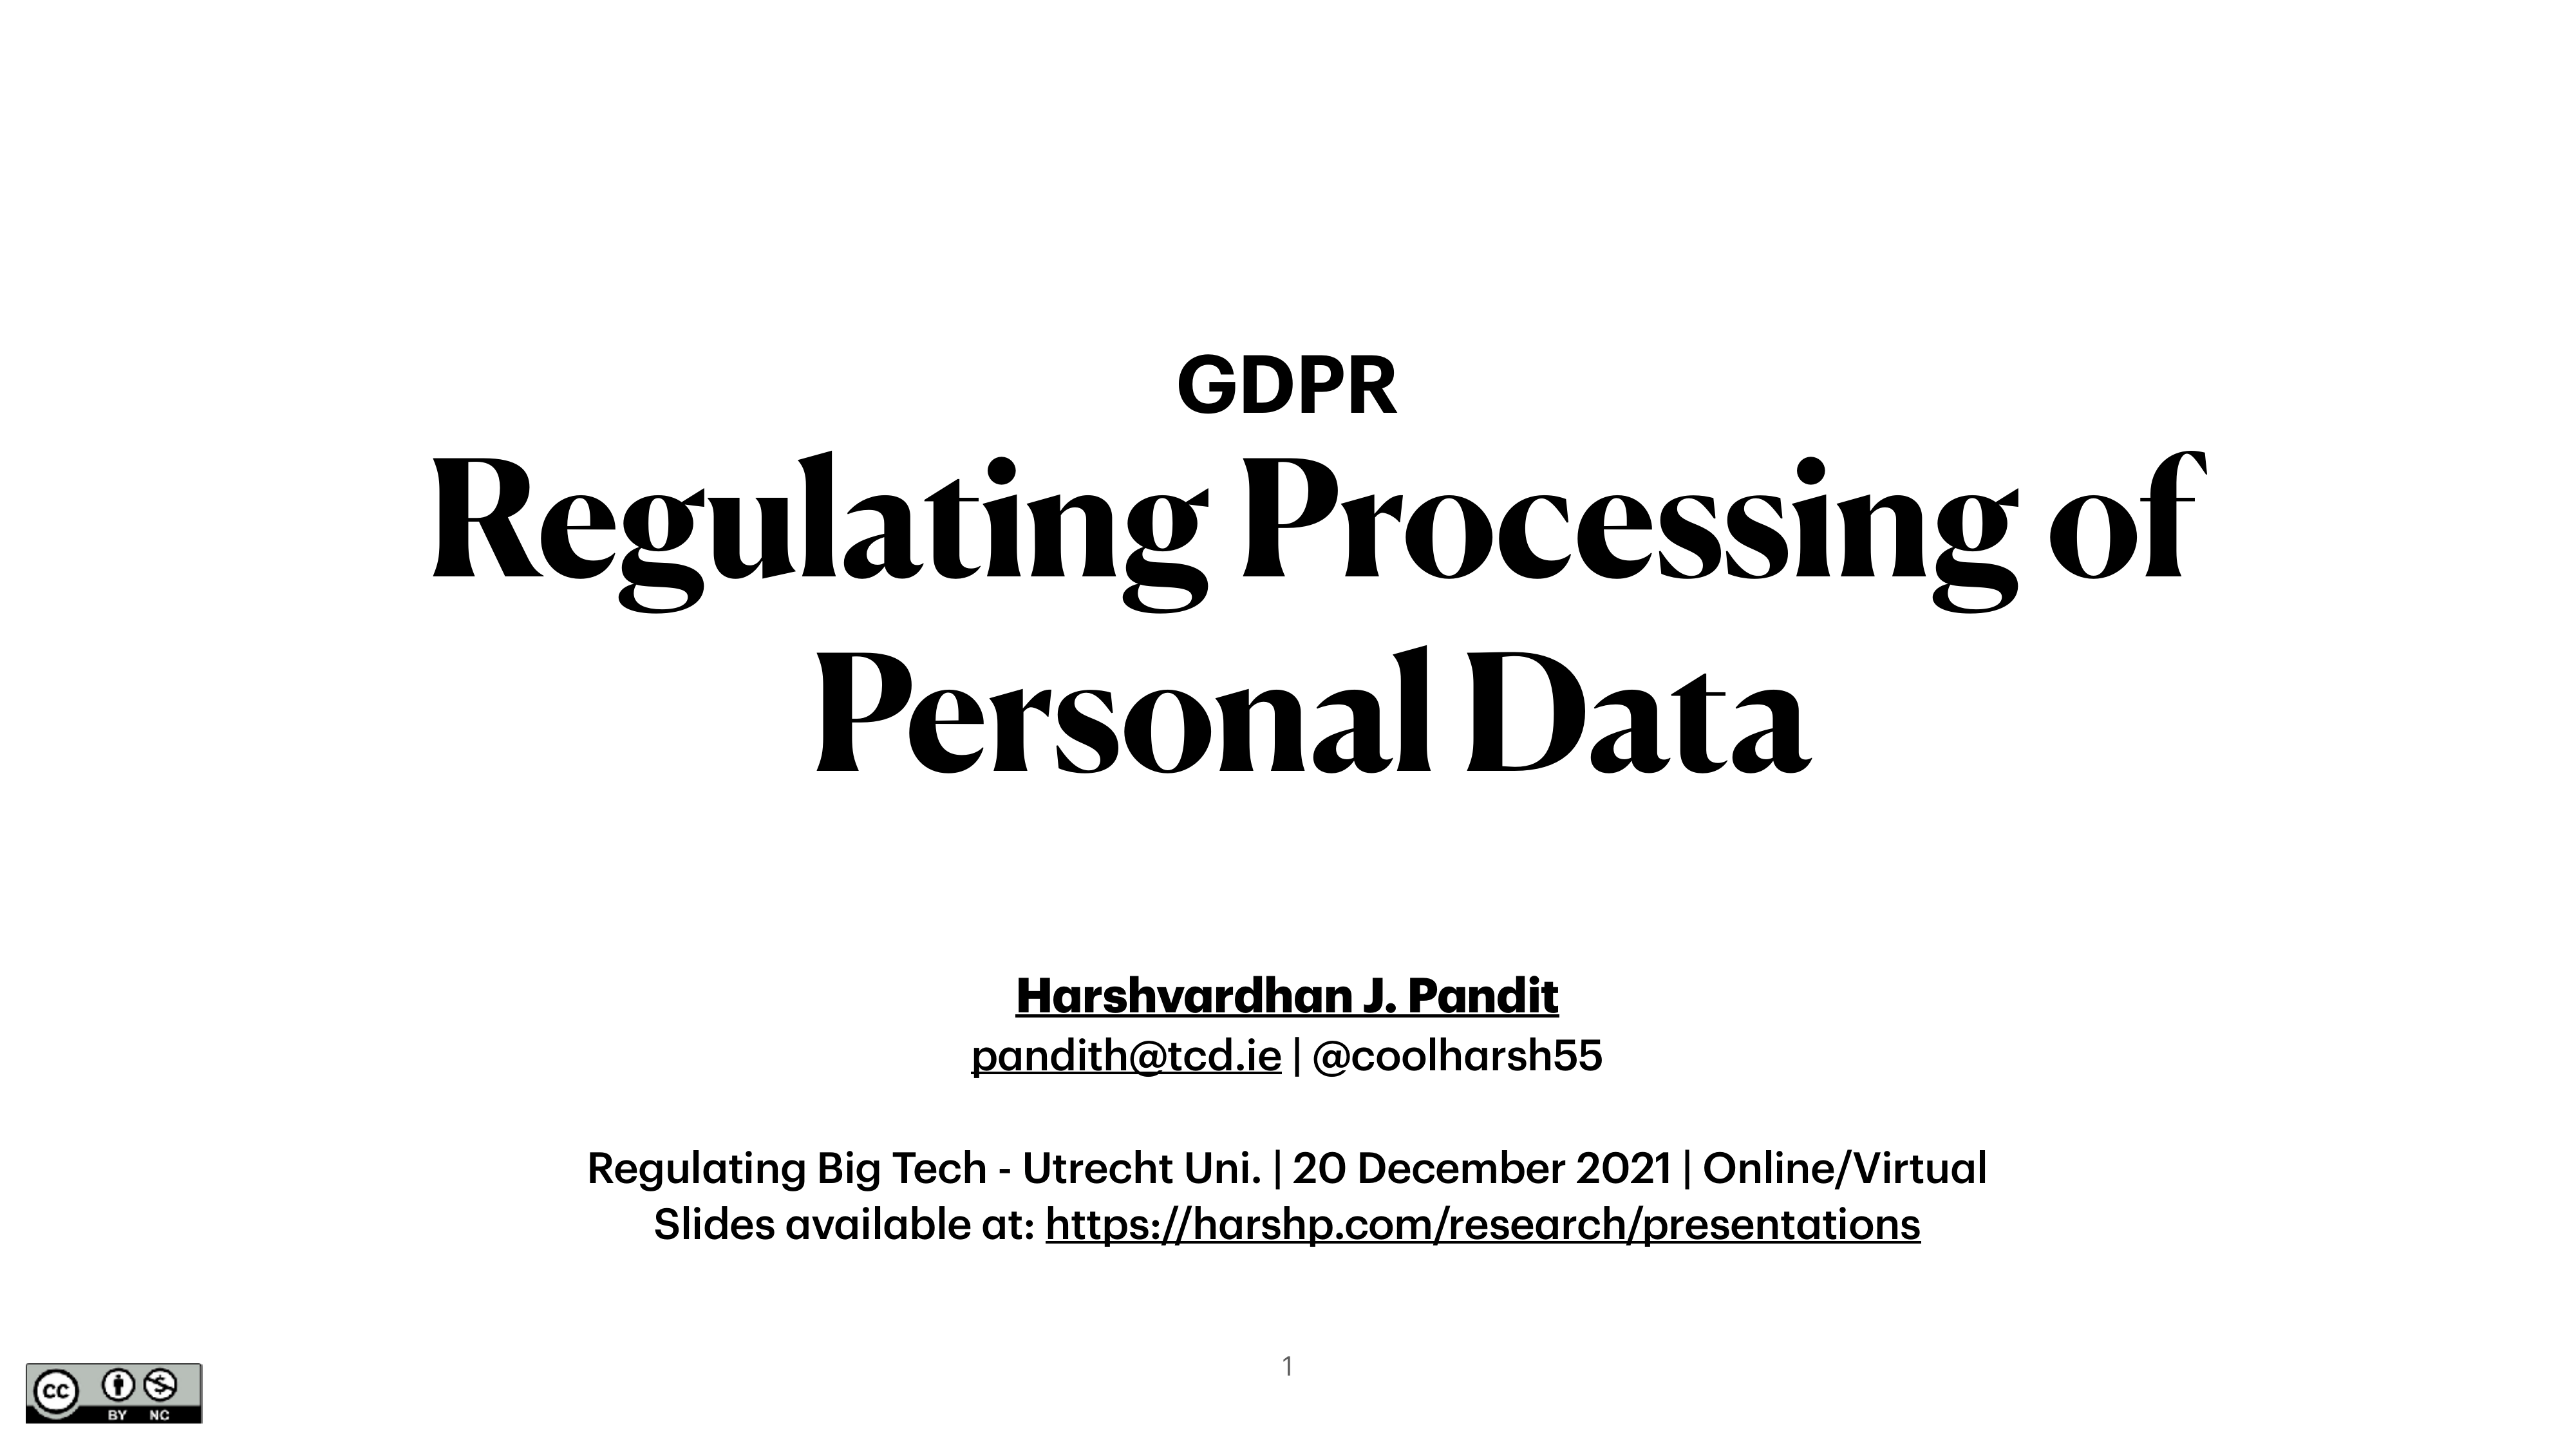 GDPR
Regulating Processing of
Personal Data
Harshvardhan J. Pandit
pandith@tcd.ie | @coolharsh55
Regulating Big Tech - Utrecht Uni. | 20 December 2021 | Online/Virtual
Slides available at: https://harshp.com/research/presentations
1
cc
BY NC